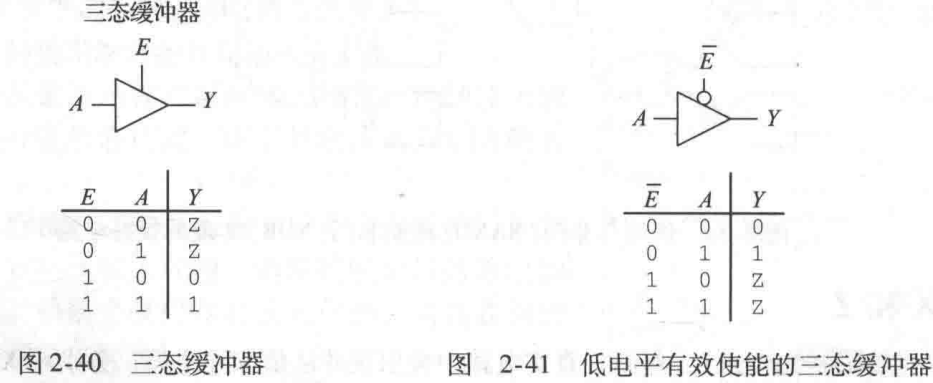 三态缓冲器
E
A Y
E A Y
0 0 Z
0 1 Z
1 0 0
1 1 1
图 2-40 三态缓冲器
E̅
A Y
E̅ A Y
0 0 0
0 1 1
1 0 Z
1 1 Z
图 2-41 低电平有效使能的三态缓冲器